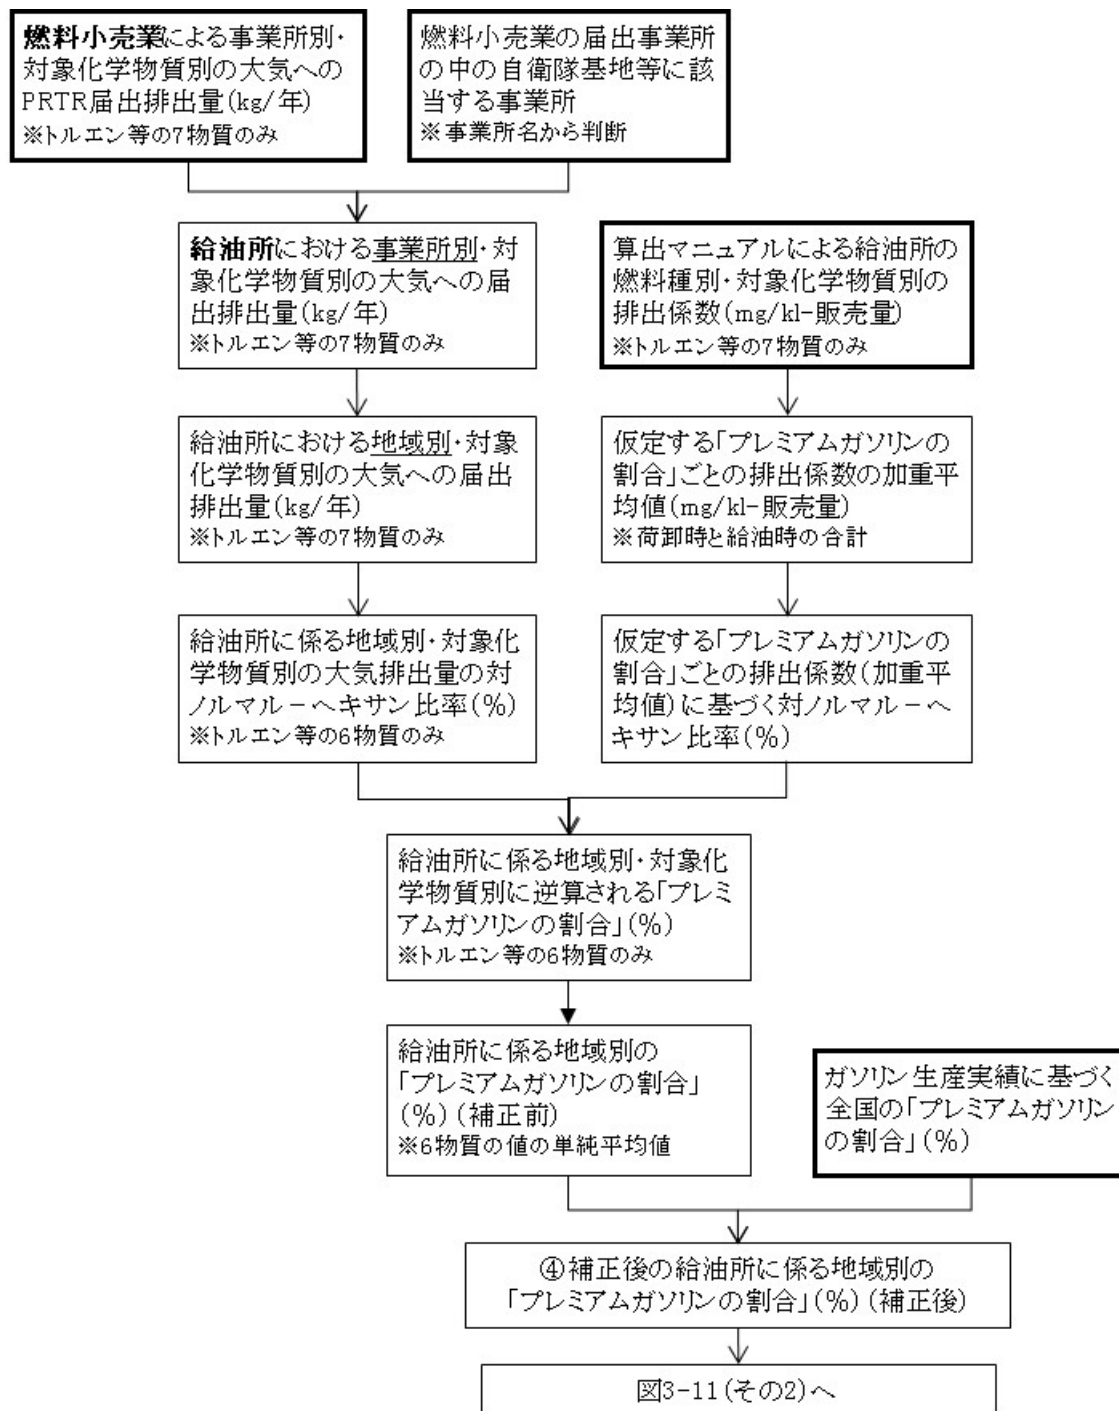 燃料小売業による事業所別・
対象化学物質別の大気への
PRTR届出排出量(kg/年)
※トルエン等の7物質のみ
燃料小売業の届出事業所
の中の自衛隊基地等に該
当する事業所
※事業所名から判断
給油所における事業所別・対
象化学物質別の大気への届
出排出量(kg/年)
※トルエン等の7物質のみ
算出マニュアルによる給油所の
燃料種別・対象化学物質別の
排出係数(mg/kl-販売量)
※トルエン等の7物質のみ
給油所における地域別・対象
化学物質別の大気への届出
排出量(kg/年)
※トルエン等の7物質のみ
仮定する「プレミアムガソリンの
割合」ごとの排出係数の加重平
均値(mg/kl-販売量)
※荷卸時と給油時の合計
給油所に係る地域別・対象化
学物質別の大気排出量の対
ノルマル－ヘキサン比率(%)
※トルエン等の6物質のみ
仮定する「プレミアムガソリンの
割合」ごとの排出係数(加重平
均値)に基づく対ノルマル－ヘ
キサン比率(%)
給油所に係る地域別・対象化
学物質別に逆算される「プレミ
アムガソリンの割合」(%)
※トルエン等の6物質のみ
給油所に係る地域別の
「プレミアムガソリンの割合」
(%)(補正前)
※6物質の値の単純平均値
ガソリン生産実績に基づく
全国の「プレミアムガソリン
の割合」(%)
④補正後の給油所に係る地域別の
「プレミアムガソリンの割合」(%)(補正後)
図3-11(その2)へ